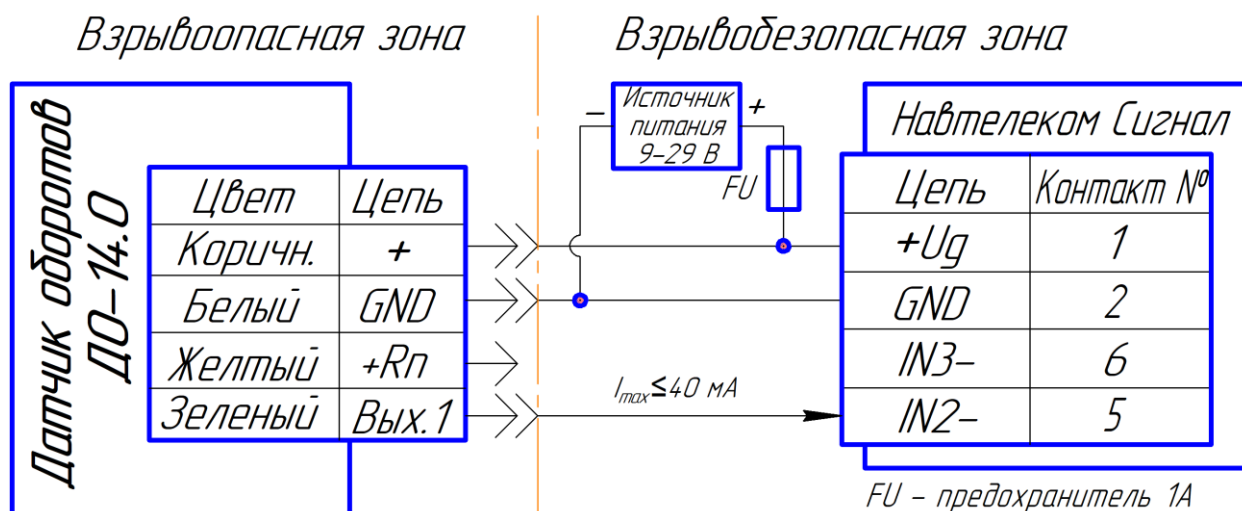 Взрывоопасная зона
Взрывобезопасная зона
Датчик оборотов
ДО-14.0
Цвет Цепь
Коричн. +
Белый GND
Желтый +Rп
Зеленый Вых.1
– Источник +
питания
9-29 В
FU
Imax≤40 мА
Навтелеком Сигнал
Цепь Контакт №
+Ug 1
GND 2
IN3- 6
IN2- 5
FU - предохранитель 1А